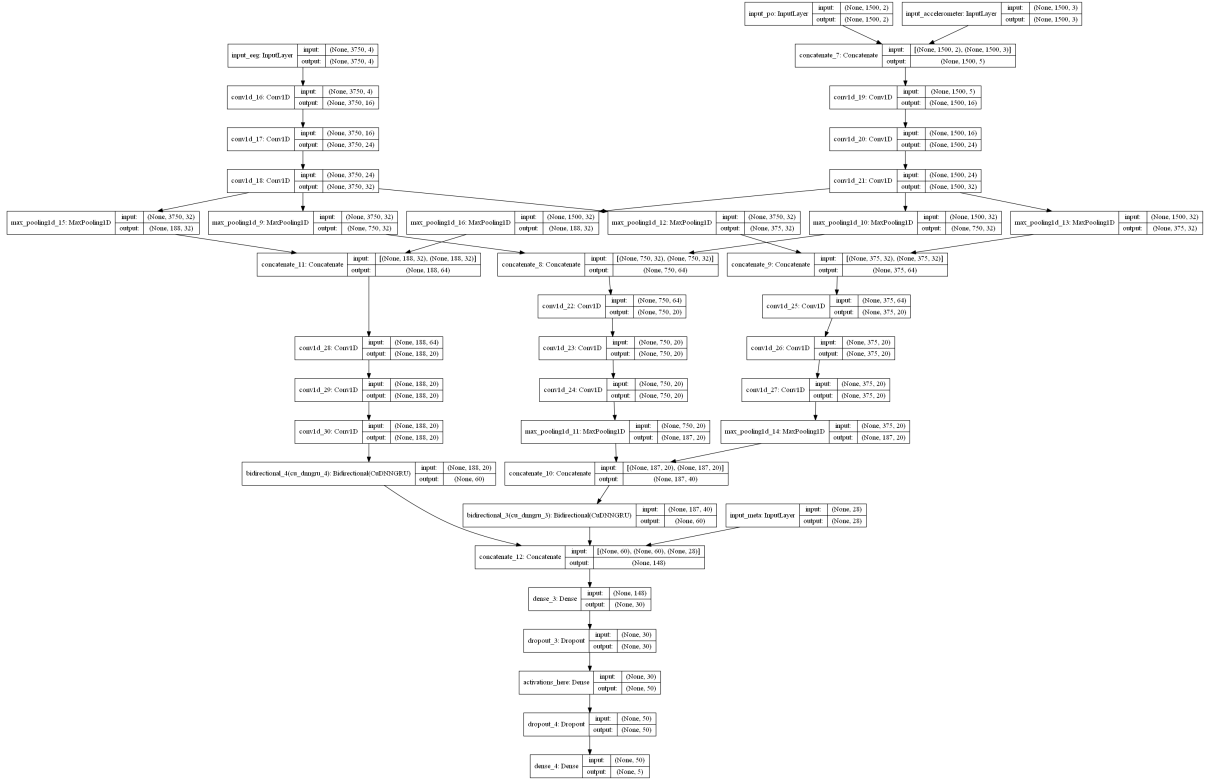 input_po: InputLayer input: (None, 1500, 2)
output: (None, 1500, 2)
input_accelerometer: InputLayer input: (None, 1500, 3)
output: (None, 1500, 3)
input_eeg: InputLayer input: (None, 3750, 4)
output: (None, 3750, 4)
concatenate_7: Concatenate input: [(None, 1500, 2), (None, 1500, 3)]
output: (None, 1500, 5)
conv1d_16: Conv1D input: (None, 3750, 4)
output: (None, 3750, 16)
conv1d_19: Conv1D input: (None, 1500, 5)
output: (None, 1500, 16)
conv1d_17: Conv1D input: (None, 3750, 16)
output: (None, 3750, 24)
conv1d_20: Conv1D input: (None, 1500, 16)
output: (None, 1500, 24)
conv1d_18: Conv1D input: (None, 3750, 24)
output: (None, 3750, 32)
conv1d_21: Conv1D input: (None, 1500, 24)
output: (None, 1500, 32)
max_pooling1d_15: MaxPooling1D input: (None, 3750, 32)
output: (None, 188, 32)
max_pooling1d_9: MaxPooling1D input: (None, 3750, 32)
output: (None, 750, 32)
max_pooling1d_16: MaxPooling1D input: (None, 1500, 32)
output: (None, 188, 32)
max_pooling1d_12: MaxPooling1D input: (None, 3750, 32)
output: (None, 375, 32)
max_pooling1d_10: MaxPooling1D input: (None, 1500, 32)
output: (None, 750, 32)
max_pooling1d_13: MaxPooling1D input: (None, 1500, 32)
output: (None, 375, 32)
concatenate_11: Concatenate input: [(None, 188, 32), (None, 188, 32)]
output: (None, 188, 64)
concatenate_8: Concatenate input: [(None, 750, 32), (None, 750, 32)]
output: (None, 750, 64)
concatenate_9: Concatenate input: [(None, 375, 32), (None, 375, 32)]
output: (None, 375, 64)
conv1d_22: Conv1D input: (None, 750, 64)
output: (None, 750, 20)
conv1d_25: Conv1D input: (None, 375, 64)
output: (None, 375, 20)
conv1d_28: Conv1D input: (None, 188, 64)
output: (None, 188, 20)
conv1d_23: Conv1D input: (None, 750, 20)
output: (None, 750, 20)
conv1d_26: Conv1D input: (None, 375, 20)
output: (None, 375, 20)
conv1d_29: Conv1D input: (None, 188, 20)
output: (None, 188, 20)
conv1d_24: Conv1D input: (None, 750, 20)
output: (None, 750, 20)
conv1d_27: Conv1D input: (None, 375, 20)
output: (None, 375, 20)
conv1d_30: Conv1D input: (None, 188, 20)
output: (None, 188, 20)
max_pooling1d_11: MaxPooling1D input: (None, 750, 20)
output: (None, 187, 20)
max_pooling1d_14: MaxPooling1D input: (None, 375, 20)
output: (None, 187, 20)
bidirectional_4(cu_dnngru_4): Bidirectional(CuDNNGRU) input: (None, 188, 20)
output: (None, 60)
concatenate_10: Concatenate input: [(None, 187, 20), (None, 187, 20)]
output: (None, 187, 40)
bidirectional_3(cu_dnngru_3): Bidirectional(CuDNNGRU) input: (None, 187, 40)
output: (None, 60)
input_meta: InputLayer input: (None, 28)
output: (None, 28)
concatenate_12: Concatenate input: [(None, 60), (None, 60), (None, 28)]
output: (None, 148)
dense_3: Dense input: (None, 148)
output: (None, 30)
dropout_3: Dropout input: (None, 30)
output: (None, 30)
activations_here: Dense input: (None, 30)
output: (None, 50)
dropout_4: Dropout input: (None, 50)
output: (None, 50)
dense_4: Dense input: (None, 50)
output: (None, 5)